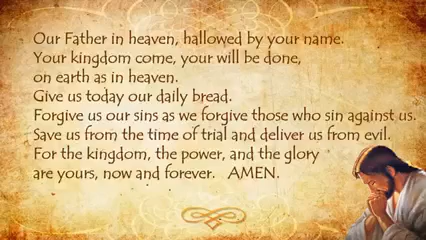 Our Father in heaven, hallowed by your name.
Your kingdom come, your will be done,
on earth as in heaven.
Give us today our daily bread.
Forgive us our sins as we forgive those who sin against us.
Save us from the time of trial and deliver us from evil.
For the kingdom, the power, and the glory
are yours, now and forever. AMEN.